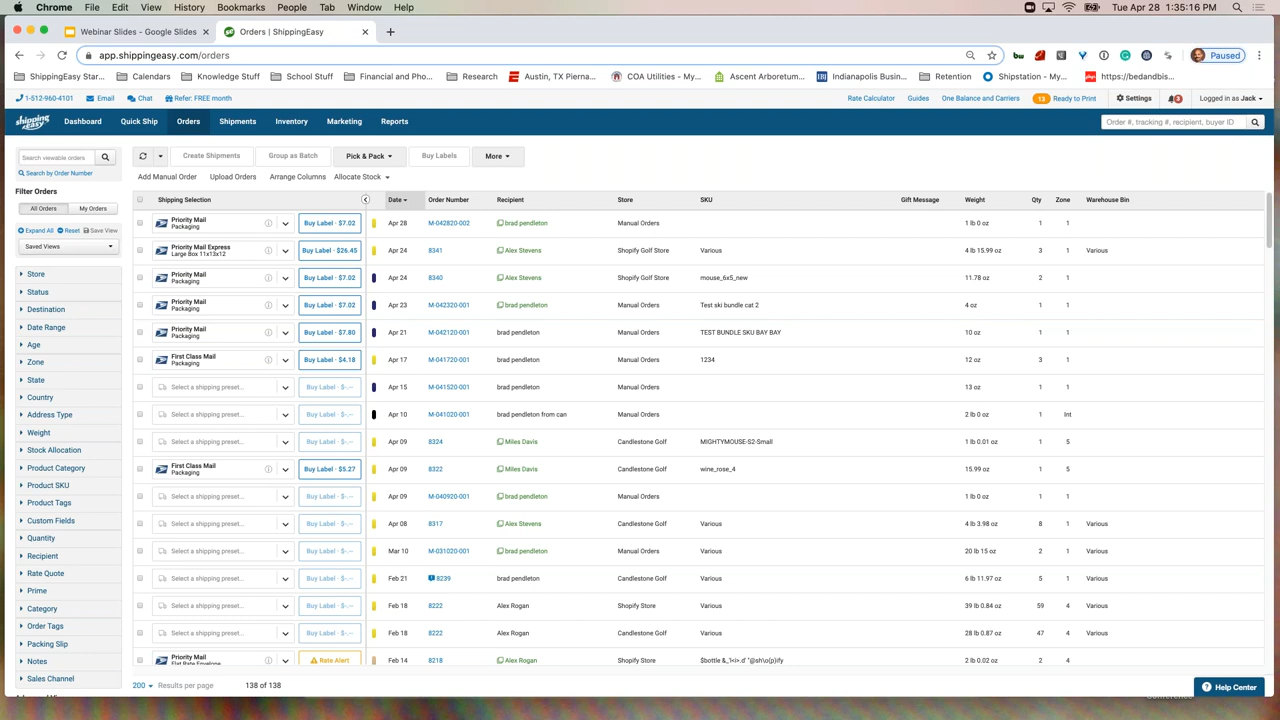 Chrome File Edit View History Bookmarks People Tab Window Help Tue Apr 28 1:35:16 PM
Webinar Slides - Google Slides Orders | ShippingEasy
app.shippingeasy.com/orders Paused
ShippingEasy Star... Calendars Knowledge Stuff School Stuff Financial and Pho... Research Austin, TX Pierna... COA Utilities - My... Ascent Arboretum... Indianapolis Busin... Retention Shipstation - My... https://bedandbis...
1-512-960-4101 Email Chat Refer: FREE month Rate Calculator Guides One Balance and Carriers 13 Ready to Print Settings 3 Logged in as Jack
shipping easy Dashboard Quick Ship Orders Shipments Inventory Marketing Reports Order #, tracking #, recipient, buyer ID
Search viewable orders Create Shipments Group as Batch Pick & Pack Buy Labels More
Search by Order Number Add Manual Order Upload Orders Arrange Columns Allocate Stock
Filter Orders
All Orders My Orders
Expand All Reset Save View
Saved Views
Store
Status
Destination
Date Range
Age
Zone
State
Country
Address Type
Weight
Stock Allocation
Product Category
Product SKU
Product Tags
Custom Fields
Quantity
Recipient
Rate Quote
Prime
Category
Order Tags
Packing Slip
Notes
Sales Channel
Shipping Selection Date Order Number Recipient Store SKU Gift Message Weight Qty Zone Warehouse Bin
Priority Mail Packaging Buy Label - $7.02 Apr 28 M-042820-002 brad pendleton Manual Orders 1 lb 0 oz 1 1
Priority Mail Express Large Box 11x13x12 Buy Label - $26.45 Apr 24 8341 Alex Stevens Shopify Golf Store Various 4 lb 15.99 oz 3 1 Various
Priority Mail Packaging Buy Label - $7.02 Apr 24 8340 Alex Stevens Shopify Golf Store mouse_6x5_new 11.78 oz 2 1
Priority Mail Packaging Buy Label - $7.02 Apr 23 M-042320-001 brad pendleton Manual Orders Test ski bundle cat 2 4 oz 1 1
Priority Mail Packaging Buy Label - $7.80 Apr 21 M-042120-001 brad pendleton Manual Orders TEST BUNDLE SKU BAY BAY 10 oz 1 1
First Class Mail Packaging Buy Label - $4.18 Apr 17 M-041720-001 brad pendleton Manual Orders 1234 12 oz 3 1
Select a shipping preset... Buy Label - $-.-- Apr 15 M-041520-001 brad pendleton Manual Orders 13 oz 1 1
Select a shipping preset... Buy Label - $-.-- Apr 10 M-041020-001 brad pendleton from can Manual Orders 2 lb 0 oz 1 Int
Select a shipping preset... Buy Label - $-.-- Apr 09 8324 Miles Davis Candlestone Golf MIGHTYMOUSE-S2-Small 1 lb 0.01 oz 1 5
First Class Mail Packaging Buy Label - $5.27 Apr 09 8322 Miles Davis Candlestone Golf wine_rose_4 15.99 oz 2 5
Select a shipping preset... Buy Label - $-.-- Apr 09 M-040920-001 brad pendleton Manual Orders 1 lb 0 oz 1 1
Select a shipping preset... Buy Label - $-.-- Apr 08 8317 Alex Stevens Candlestone Golf Various 4 lb 3.98 oz 8 1 Various
Select a shipping preset... Buy Label - $-.-- Mar 10 M-031020-001 brad pendleton Manual Orders Various 20 lb 15 oz 2 1 Various
Select a shipping preset... Buy Label - $-.-- Feb 21 8239 brad pendleton Candlestone Golf Various 6 lb 11.97 oz 5 1 Various
Select a shipping preset... Buy Label - $-.-- Feb 18 8222 Alex Rogan Shopify Store Various 39 lb 0.84 oz 59 4 Various
Select a shipping preset... Buy Label - $-.-- Feb 18 8222 Alex Rogan Candlestone Golf Various 28 lb 0.87 oz 47 4 Various
Priority Mail Flat Rate Envelope Rate Alert Feb 14 8218 Alex Rogan Shopify Store 2 lb 0.02 oz 2 4
200 Results per page 138 of 138
Help Center